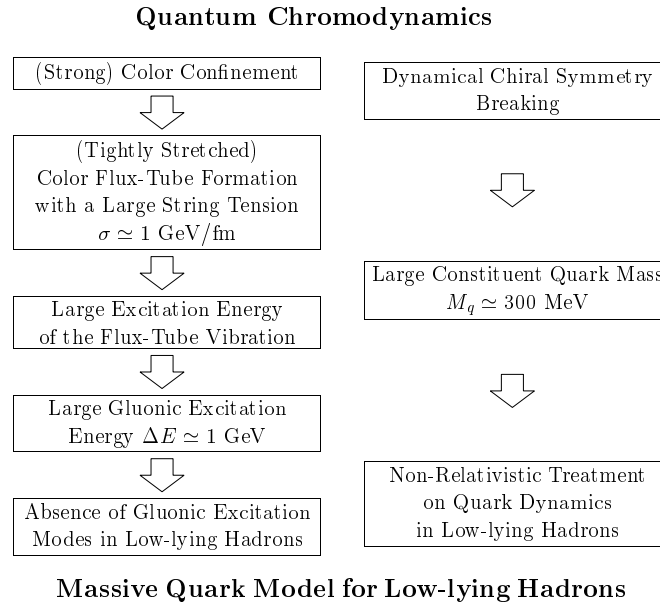 Quantum Chromodynamics
(Strong) Color Confinement
(Tightly Stretched)
Color Flux-Tube Formation
with a Large String Tension
σ ≃ 1 GeV/fm
Large Excitation Energy
of the Flux-Tube Vibration
Large Gluonic Excitation
Energy ΔE ≃ 1 GeV
Absence of Gluonic Excitation
Modes in Low-lying Hadrons
Dynamical Chiral Symmetry
Breaking
Large Constituent Quark Mass
M_q ≃ 300 MeV
Non-Relativistic Treatment
on Quark Dynamics
in Low-lying Hadrons
Massive Quark Model for Low-lying Hadrons